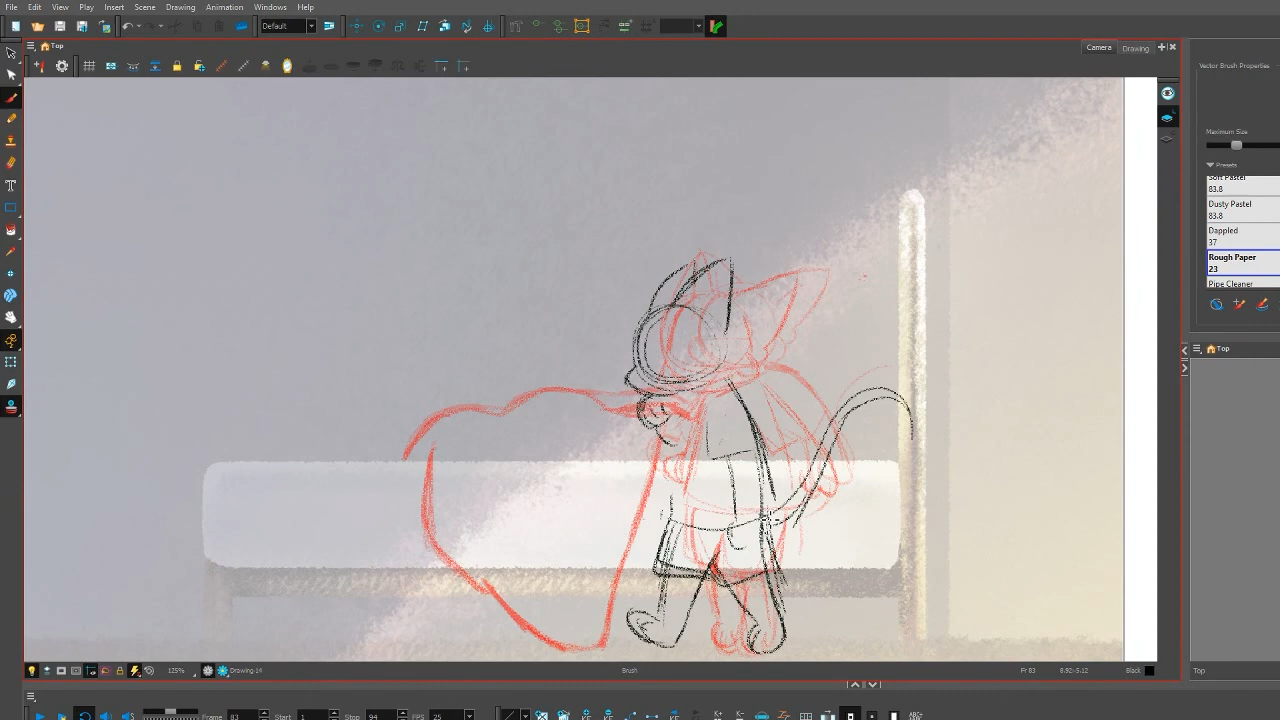 File Edit View Play Insert Scene Drawing Animation Windows Help
Default
Top
Camera Drawing
Vector Brush Properties
Maximum Size
Presets
Soft Pastel
83.8
Dusty Pastel
83.8
Dappled
37
Rough Paper
23
Pipe Cleaner
Top
125% Drawing-14 Brush Fr 83 Black
Top
Frame 83 Start 1 Stop 94 FPS 25